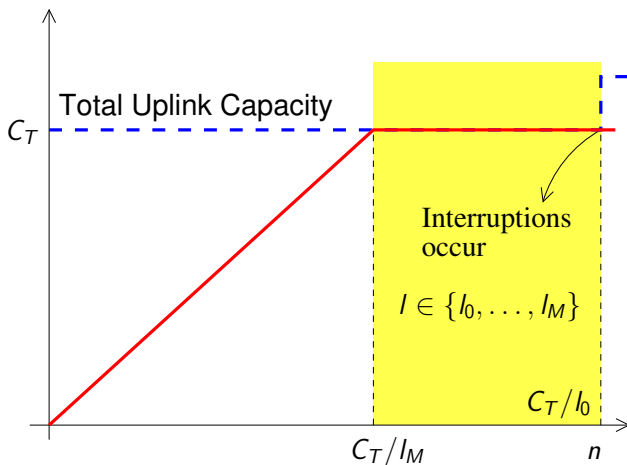 Total Uplink Capacity
C_T
Interruptions
occur
I ∈ {I_0, . . . , I_M}
C_T/I_0
C_T/I_M
n